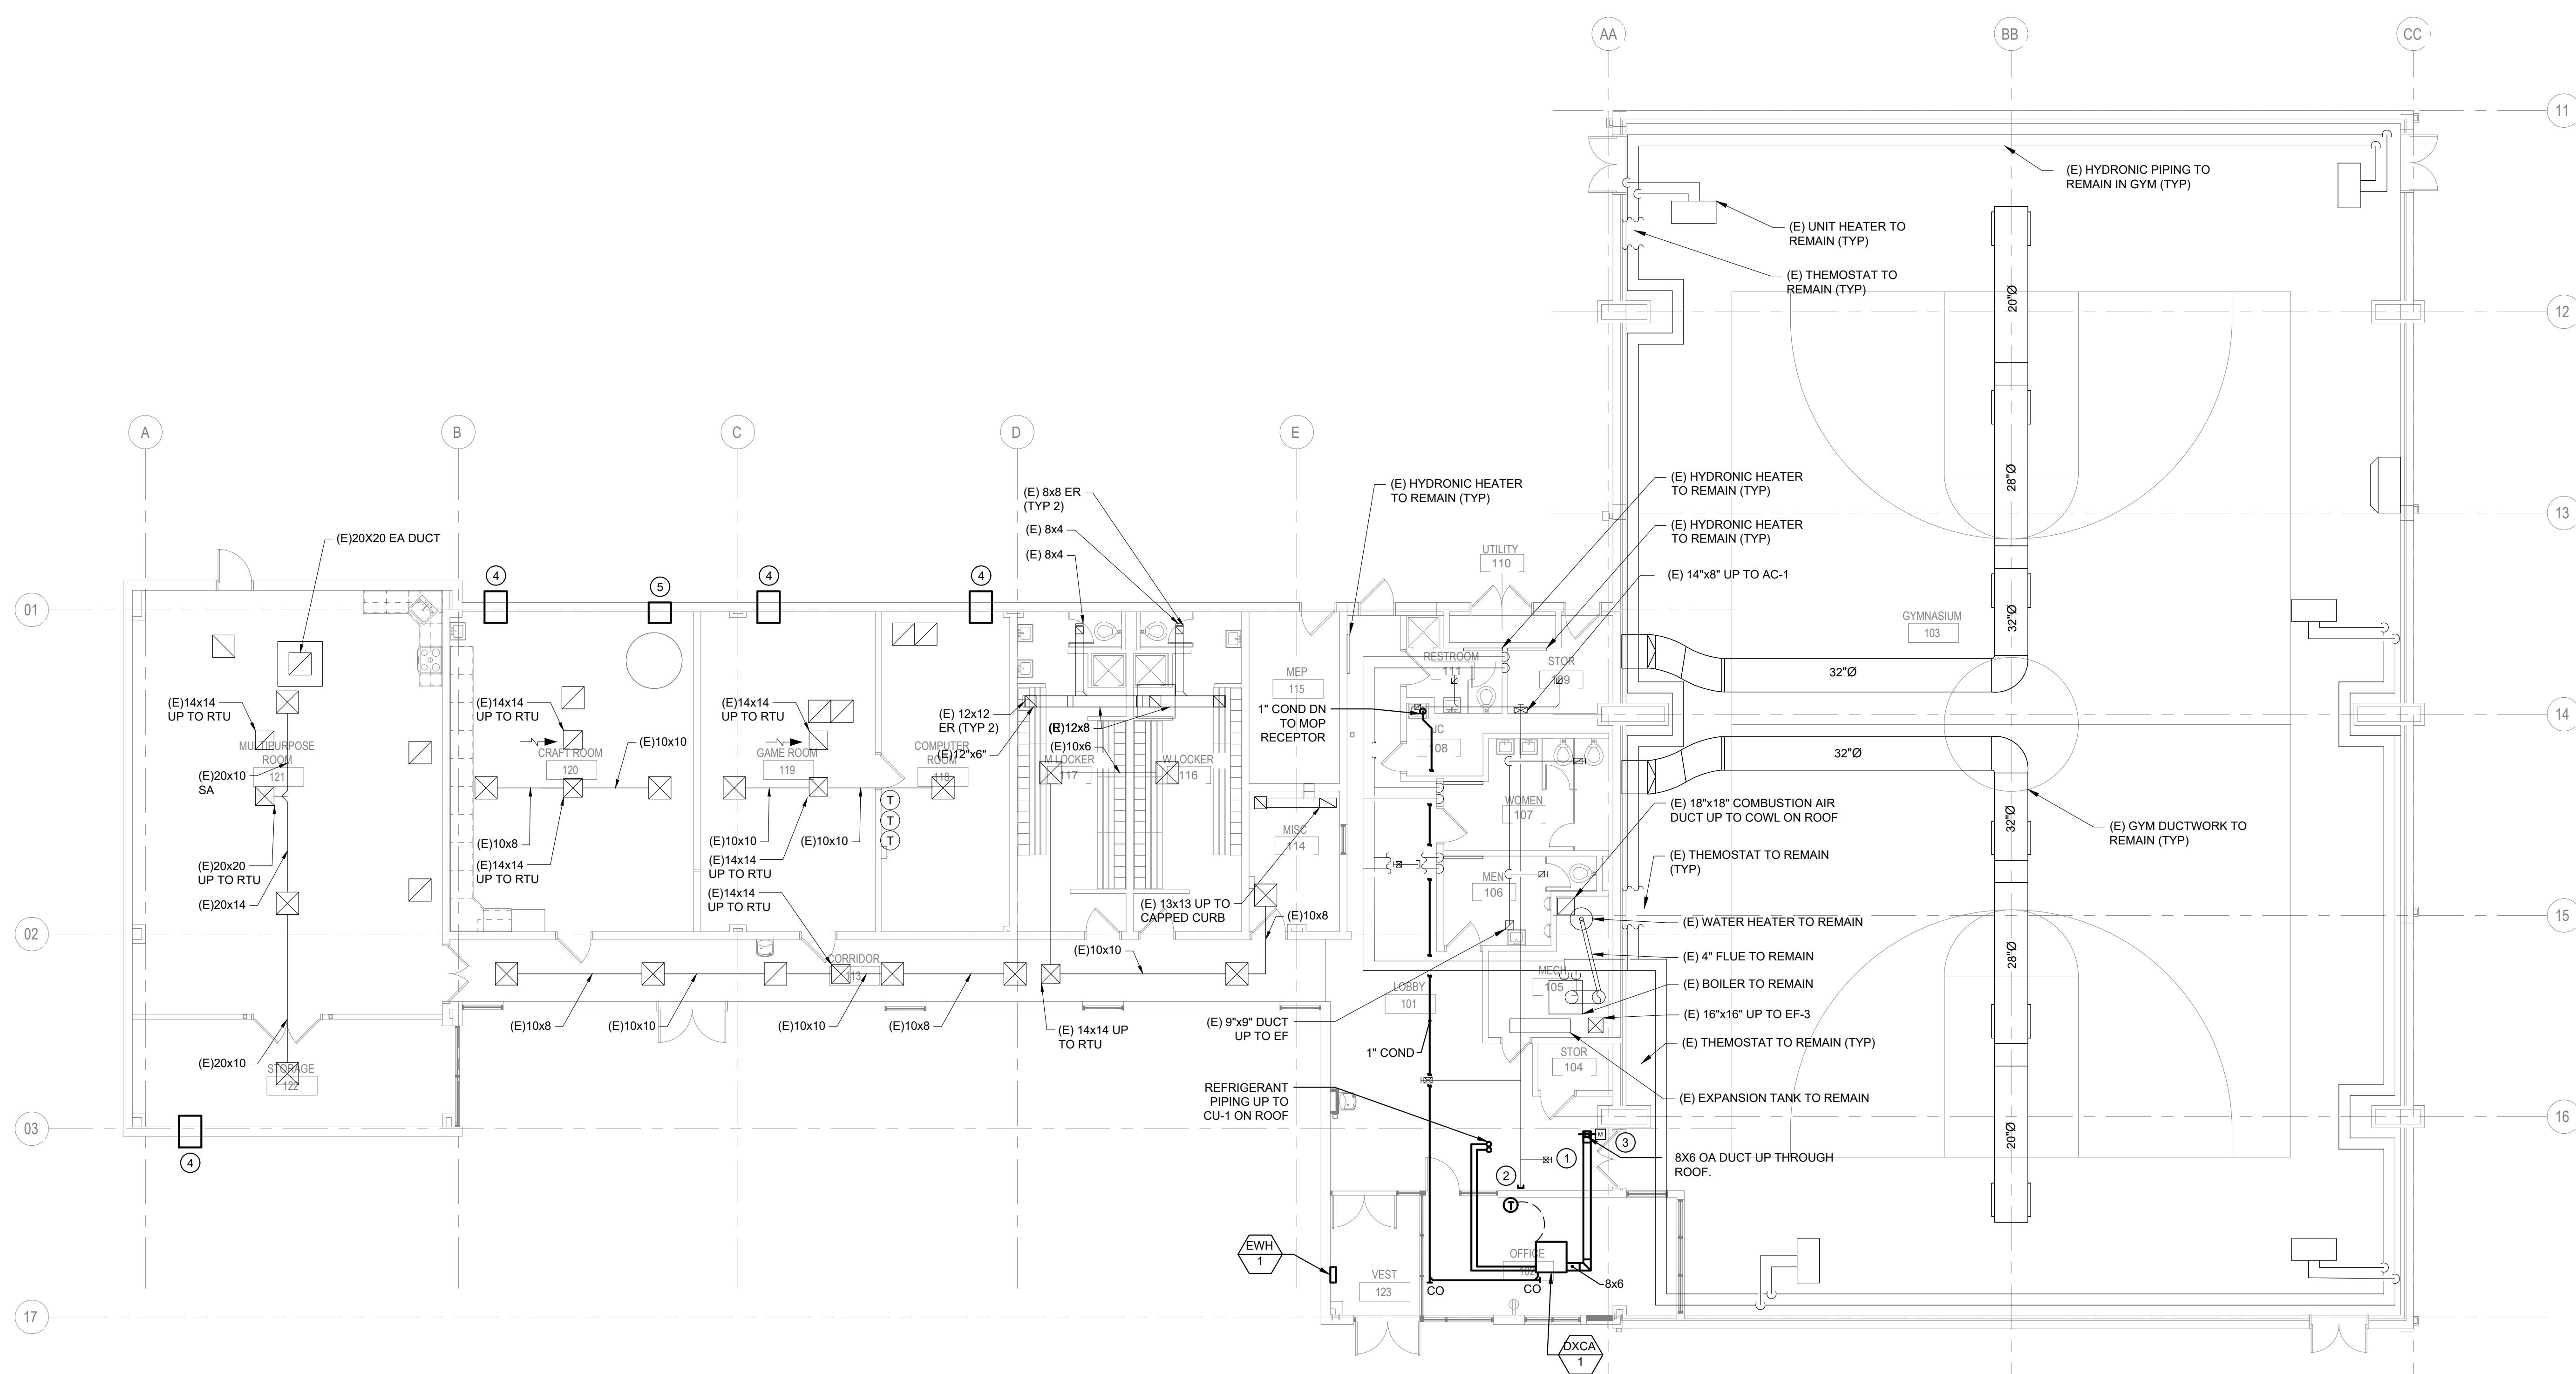 AA
BB
CC
11
(E) HYDRONIC PIPING TO
REMAIN IN GYM (TYP)
(E) UNIT HEATER TO
REMAIN (TYP)
(E) THEMOSTAT TO
REMAIN (TYP)
20"Ø
12
A
B
C
D
E
(E) HYDRONIC HEATER
TO REMAIN (TYP)
(E) HYDRONIC HEATER
TO REMAIN (TYP)
28"Ø
(E) 8x8 ER
(TYP 2)
(E) 8x4
(E) 8x4
13
(E) HYDRONIC HEATER
TO REMAIN (TYP)
(E)20X20 EA DUCT
UTILITY
110
(E) 14"x8" UP TO AC-1
4
5
4
4
01
GYMNASIUM
103
32"Ø
RESTROOM
111
STOR
109
32"Ø
MEP
115
(E)14x14
UP TO RTU
(E)14x14
UP TO RTU
(E)14x14
UP TO RTU
(E) 12x12
ER (TYP 2)
(E)12x8
1" COND DN
TO MOP
RECEPTOR
14
MULTIPURPOSE
ROOM
121
CRAFT ROOM
120
(E)10x10
GAME ROOM
119
COMPUTER
ROOM
118
(E)12"x6"
(E)10x6
M LOCKER
117
W LOCKER
116
JC
108
32"Ø
(E)20x10
SA
T
T
T
WOMEN
107
(E) 18"x18" COMBUSTION AIR
DUCT UP TO COWL ON ROOF
32"Ø
(E) GYM DUCTWORK TO
REMAIN (TYP)
MISC
114
(E)10x8
(E)10x10
(E)10x10
(E)20x20
UP TO RTU
(E)14x14
UP TO RTU
(E)14x14
UP TO RTU
(E) THEMOSTAT TO REMAIN
(TYP)
MEN
106
(E)20x14
(E)14x14
UP TO RTU
(E) 13x13 UP TO
CAPPED CURB
(E)10x8
(E) WATER HEATER TO REMAIN
15
02
(E)10x10
(E) 4" FLUE TO REMAIN
28"Ø
CORRIDOR
113
MECH
105
LOBBY
101
(E) BOILER TO REMAIN
(E)10x8
(E)10x10
(E)10x10
(E)10x8
(E) 14x14 UP
TO RTU
(E) 9"x9" DUCT
UP TO EF
(E) 16"x16" UP TO EF-3
1" COND
(E) THEMOSTAT TO REMAIN (TYP)
(E)20x10
STORAGE
122
STOR
104
REFRIGERANT
PIPING UP TO
CU-1 ON ROOF
(E) EXPANSION TANK TO REMAIN
16
03
20"Ø
4
M
3
1
2
8X6 OA DUCT UP THROUGH
ROOF.
T
EWH
1
OFFICE
102
VEST
123
CO
CO
8x6
17
DXCA
1